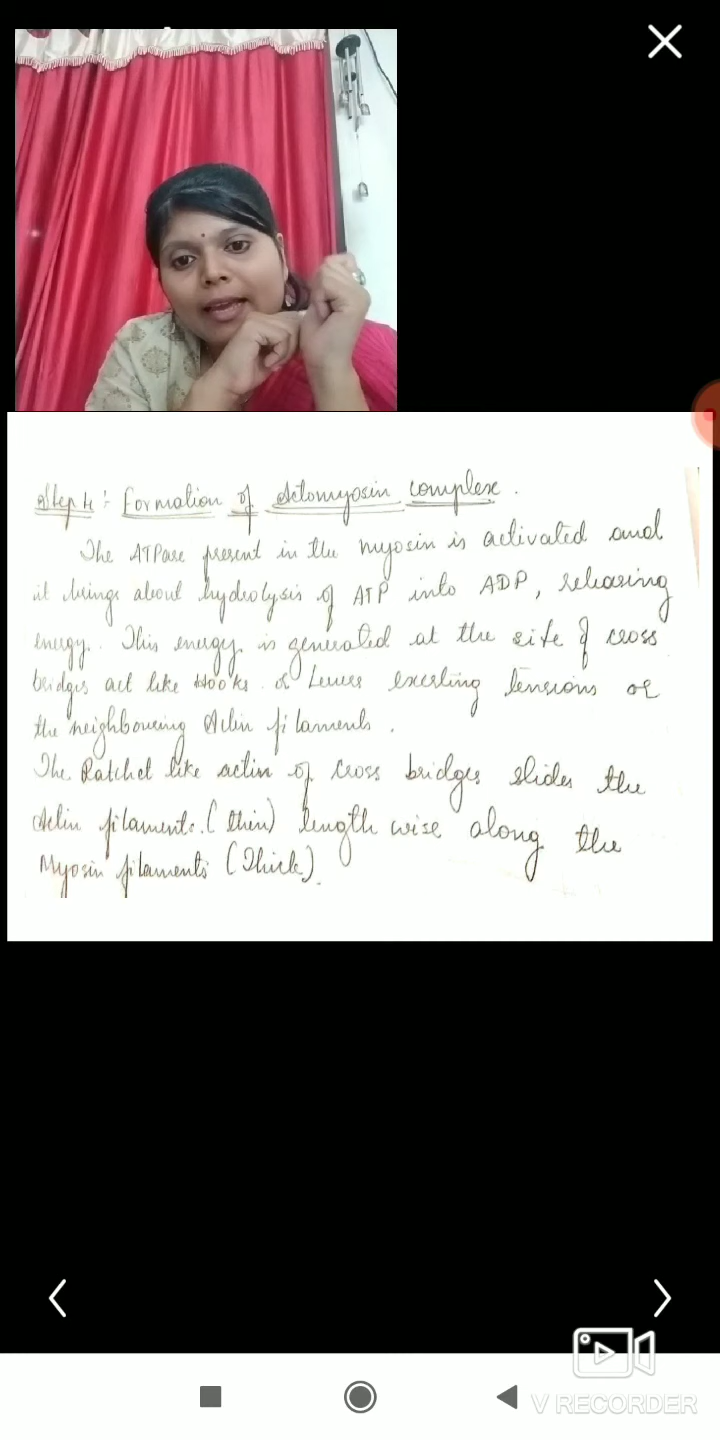 Step 4: Formation of Actomyosin complex.
The ATPase present in the myosin is activated and
it brings about hydrolysis of ATP into ADP, releasing
energy. This energy is generated at the site of cross
bridges act like Hooks & Levers exerting tensions or
the neighbouring Actin filaments.
The Ratchet like actin of cross bridges slides the
Actin filaments. (thin) length wise along the
Myosin filaments (Thick).
V RECORDER